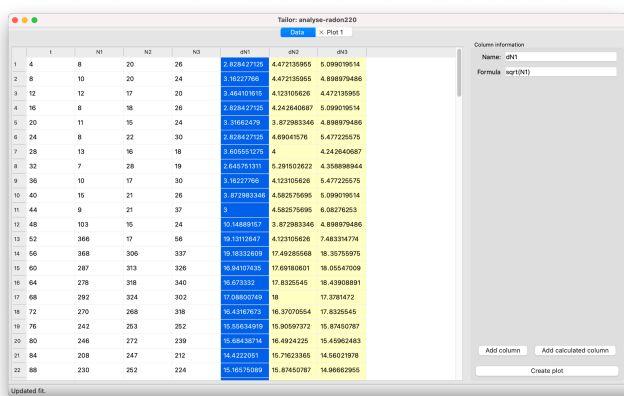 Tailor: analyse-radon220
Data × Plot 1
t N1 N2 N3 dN1 dN2 dN3
1 4 8 20 26 2.828427125 4.472135955 5.099019514
2 8 10 20 24 3.16227766 4.472135955 4.898979486
3 12 12 17 20 3.464101615 4.123105626 4.472135955
4 16 8 18 26 2.828427125 4.242640687 5.099019514
5 20 11 15 24 3.31662479 3.872983346 4.898979486
6 24 8 22 30 2.828427125 4.69041576 5.477225575
7 28 13 16 18 3.605551275 4 4.242640687
8 32 7 28 19 2.645751311 5.291502622 4.358898944
9 36 10 17 30 3.16227766 4.123105626 5.477225575
10 40 15 21 26 3.872983346 4.582575695 5.099019514
11 44 9 21 37 3 4.582575695 6.08276253
12 48 103 15 24 10.14889157 3.872983346 4.898979486
13 52 366 17 56 19.13112647 4.123105626 7.483314774
14 56 368 306 337 19.18332609 17.49285568 18.35755975
15 60 287 313 326 16.94107435 17.69180601 18.05547009
16 64 278 318 340 16.673332 17.8325545 18.43908891
17 68 292 324 302 17.08800749 18 17.3781472
18 72 270 268 318 16.43167673 16.37070554 17.8325545
19 76 242 253 252 15.55634919 15.90597372 15.87450787
20 80 246 272 239 15.68438714 16.4924225 15.45962483
21 84 208 247 212 14.4222051 15.71623365 14.56021978
22 88 230 252 224 15.16575089 15.87450787 14.96662955
Column information
Name: dN1
Formula sqrt(N1)
Add column Add calculated column
Create plot
Updated fit.